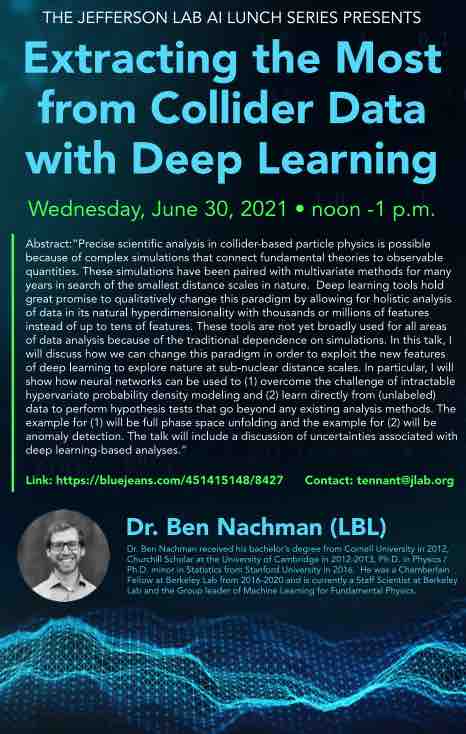 THE JEFFERSON LAB AI LUNCH SERIES PRESENTS
Extracting the Most
from Collider Data
with Deep Learning
Wednesday, June 30, 2021 • noon -1 p.m.
Abstract:"Precise scientific analysis in collider-based particle physics is possible
because of complex simulations that connect fundamental theories to observable
quantities. These simulations have been paired with multivariate methods for many
years in search of the smallest distance scales in nature. Deep learning tools hold
great promise to qualitatively change this paradigm by allowing for holistic analysis
of data in its natural hyperdimensionality with thousands or millions of features
instead of up to tens of features. These tools are not yet broadly used for all areas
of data analysis because of the traditional dependence on simulations. In this talk, I
will discuss how we can change this paradigm in order to exploit the new features
of deep learning to explore nature at sub-nuclear distance scales. In particular, I will
show how neural networks can be used to (1) overcome the challenge of intractable
hypervariate probability density modeling and (2) learn directly from (unlabeled)
data to perform hypothesis tests that go beyond any existing analysis methods. The
example for (1) will be full phase space unfolding and the example for (2) will be
anomaly detection. The talk will include a discussion of uncertainties associated with
deep learning-based analyses."
Link: https://bluejeans.com/451415148/8427 Contact: tennant@jlab.org
Dr. Ben Nachman (LBL)
Dr. Ben Nachman received his bachelor's degree from Cornell University in 2012,
Churchill Scholar at the University of Cambridge in 2012-2013, Ph.D. in Physics /
Ph.D. minor in Statistics from Stanford University in 2016. He was a Chamberlain
Fellow at Berkeley Lab from 2016-2020 and is currently a Staff Scientist at Berkeley
Lab and the Group leader of Machine Learning for Fundamental Physics.